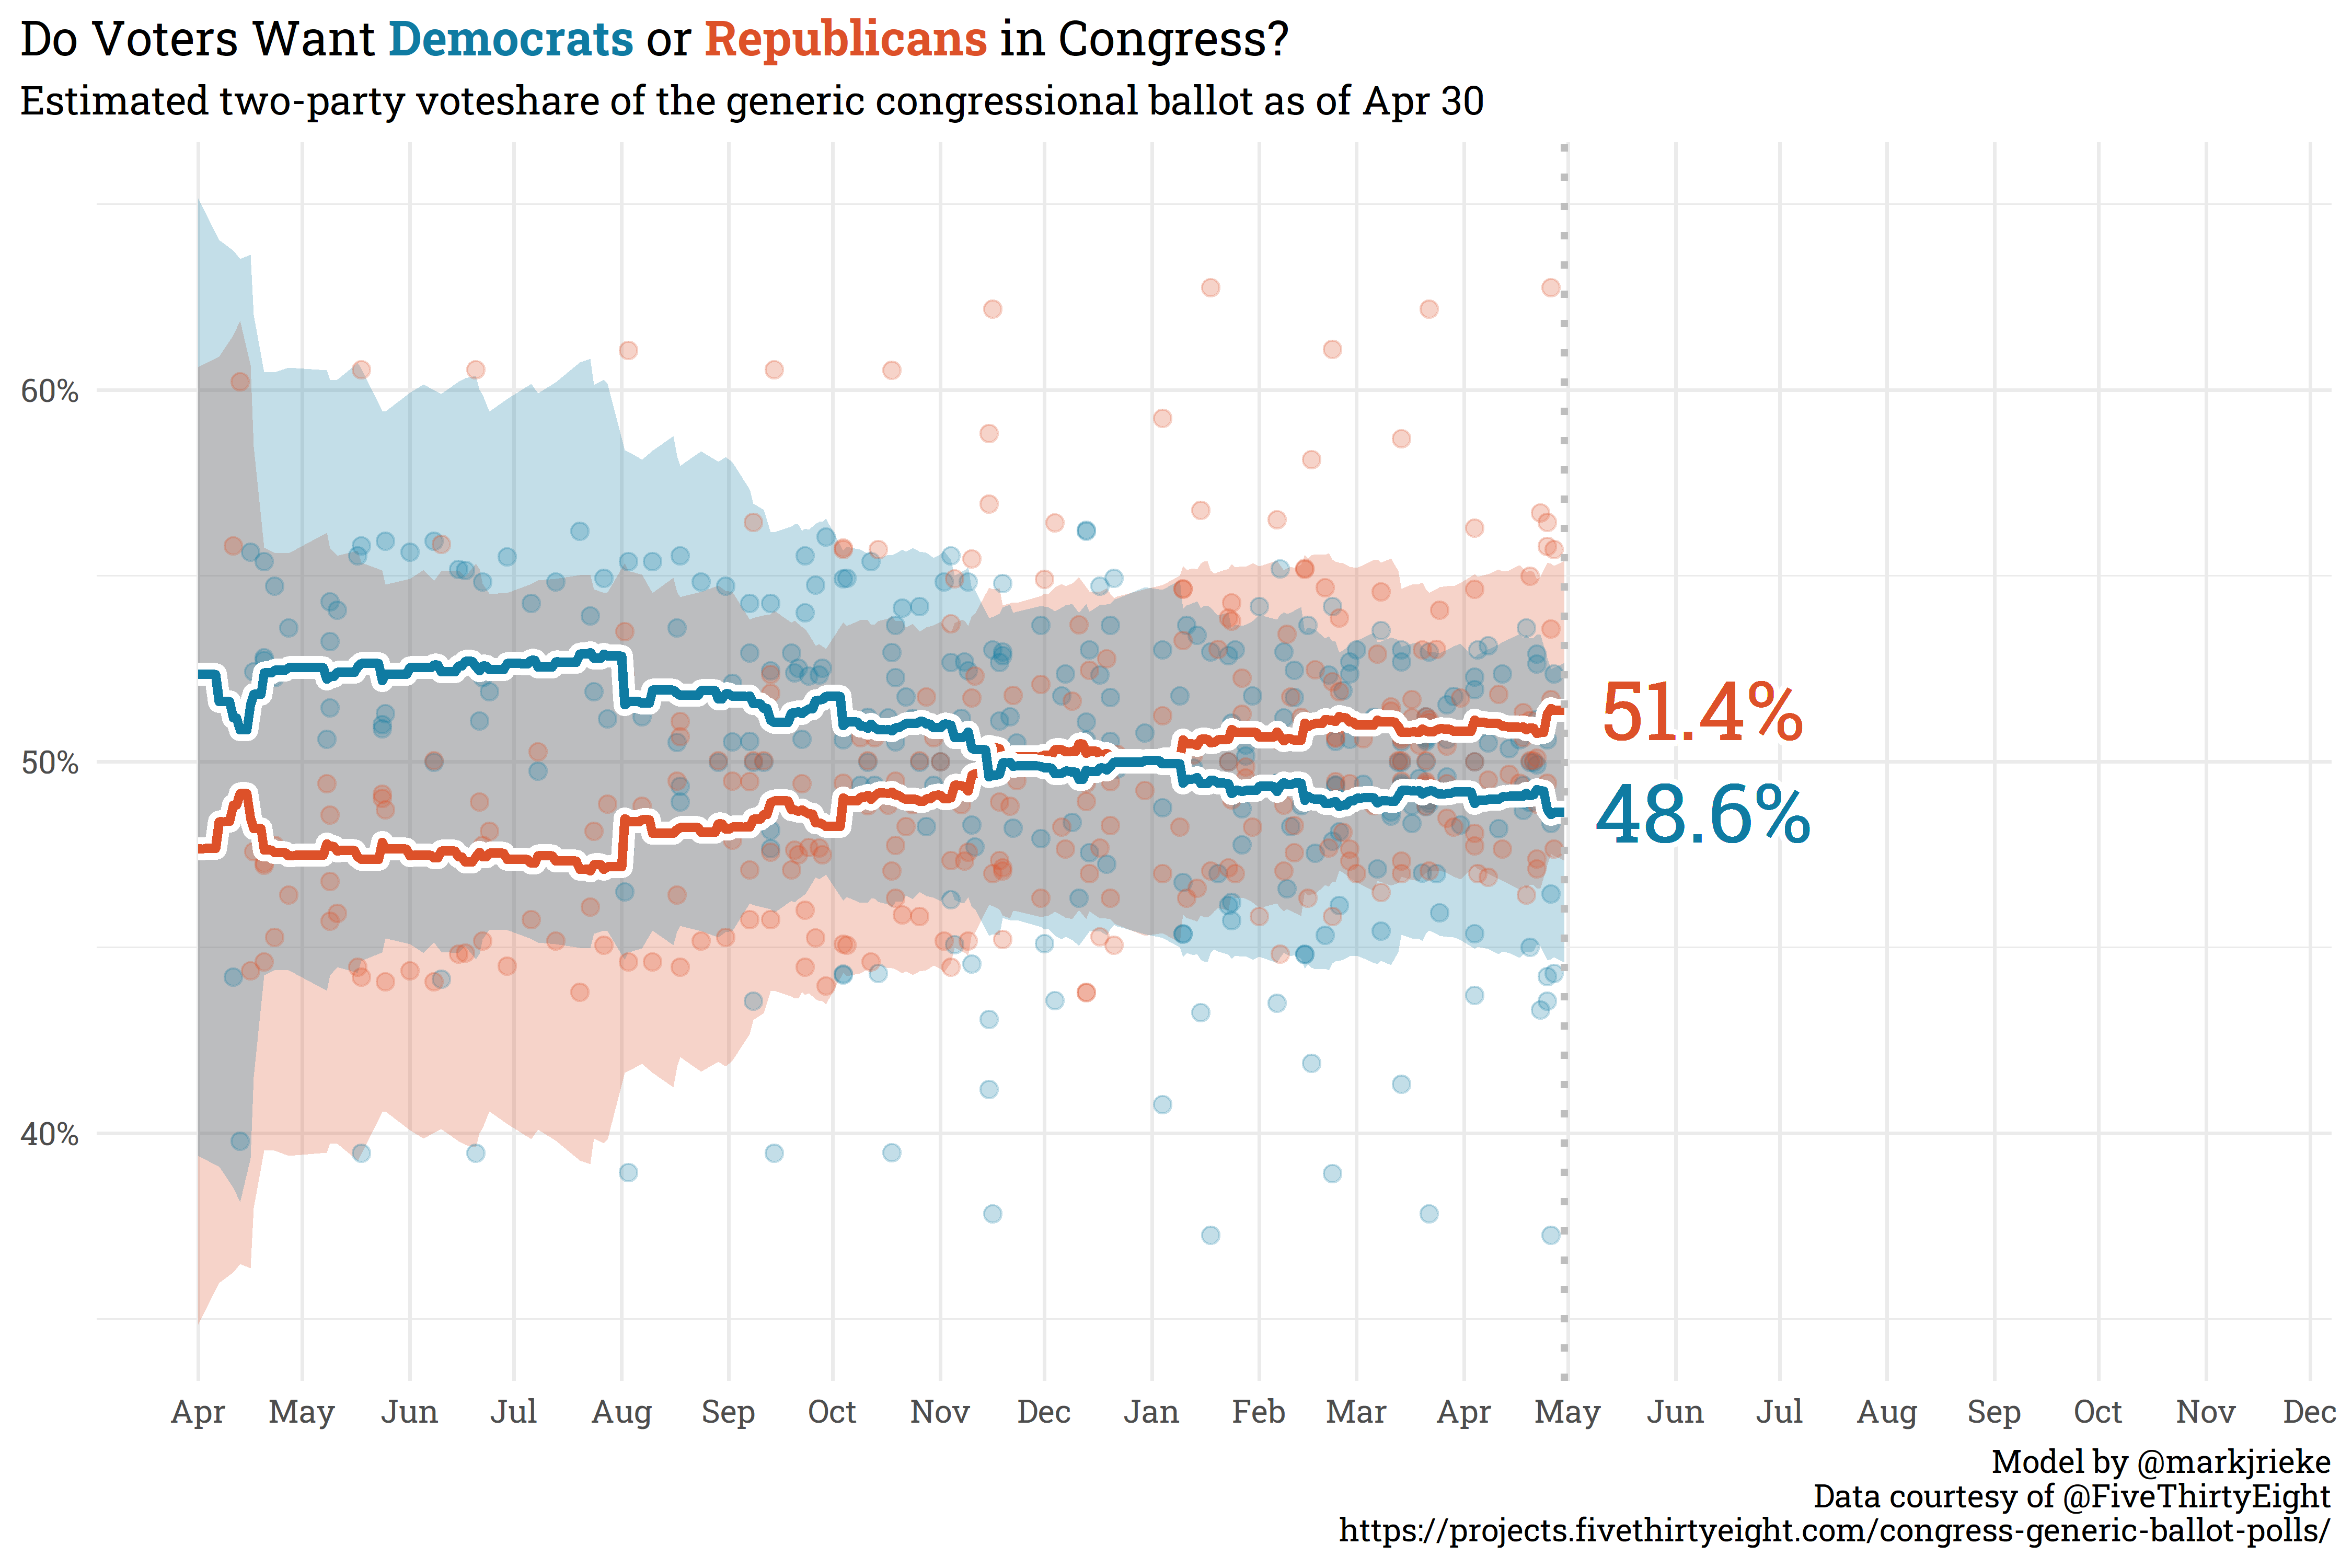 Do Voters Want Democrats or Republicans in Congress?
Estimated two-party voteshare of the generic congressional ballot as of Apr 30
60%
50%
40%
51.4%
48.6%
Apr May Jun Jul Aug Sep Oct Nov Dec Jan Feb Mar Apr May Jun Jul Aug Sep Oct Nov Dec
Model by @markjrieke
Data courtesy of @FiveThirtyEight
https://projects.fivethirtyeight.com/congress-generic-ballot-polls/